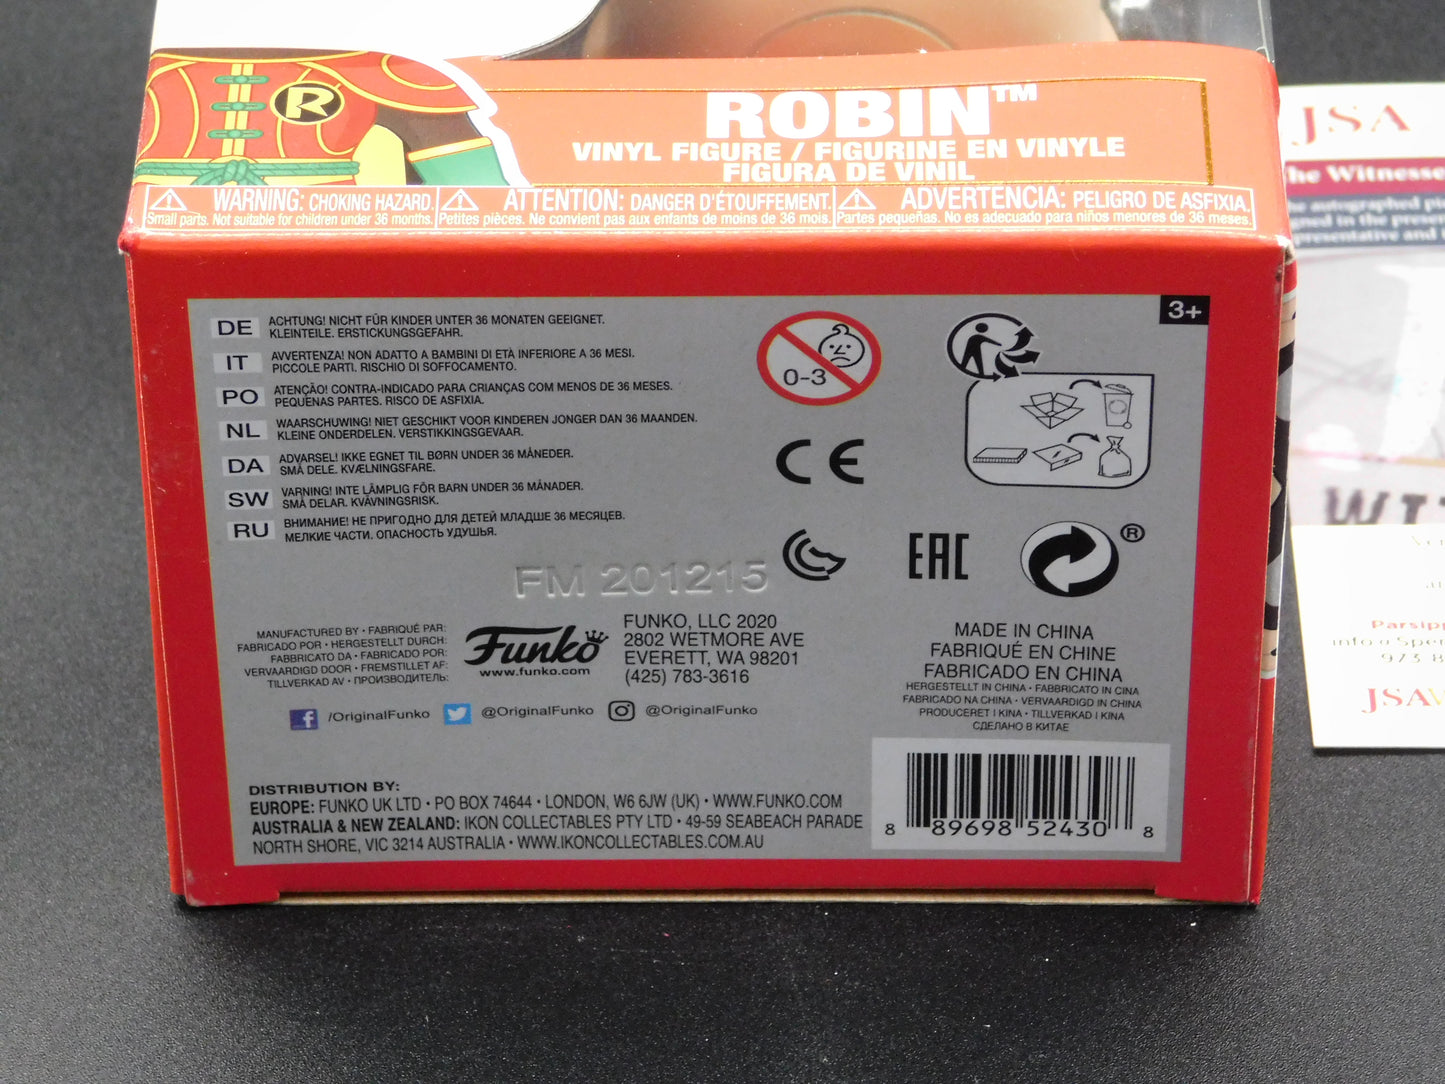 R
ROBIN™
VINYL FIGURE / FIGURINE EN VINYLE
FIGURA DE VINIL
WARNING: CHOKING HAZARD.
Small parts. Not suitable for children under 36 months.
ATTENTION: DANGER D'ÉTOUFFEMENT.
Petites pièces. Ne convient pas aux enfants de moins de 36 mois.
ADVERTENCIA: PELIGRO DE ASFIXIA.
Partes pequeñas. No es adecuado para niños menores de 36 meses.
3+
DE ACHTUNG! NICHT FÜR KINDER UNTER 36 MONATEN GEEIGNET.
KLEINTEILE. ERSTICKUNGSGEFAHR.
IT AVVERTENZA! NON ADATTO A BAMBINI DI ETÀ INFERIORE A 36 MESI.
PICCOLE PARTI. RISCHIO DI SOFFOCAMENTO.
PO ATENÇÃO! CONTRA-INDICADO PARA CRIANÇAS COM MENOS DE 36 MESES.
PEQUENAS PARTES. RISCO DE ASFIXIA.
NL WAARSCHUWING! NIET GESCHIKT VOOR KINDEREN JONGER DAN 36 MAANDEN.
KLEINE ONDERDELEN. VERSTIKKINGSGEVAAR.
DA ADVARSEL! IKKE EGNET TIL BØRN UNDER 36 MÅNEDER.
SMÅ DELE. KVÆLNINGSFARE.
SW VARNING! INTE LÄMPLIG FÖR BARN UNDER 36 MÅNADER.
SMÅ DELAR. KVÄVNINGSRISK.
RU ВНИМАНИЕ! НЕ ПРИГОДНО ДЛЯ ДЕТЕЙ МЛАДШЕ 36 МЕСЯЦЕВ.
МЕЛКИЕ ЧАСТИ. ОПАСНОСТЬ УДУШЬЯ.
0-3
CE
EAC
®
FM 201215
MANUFACTURED BY • FABRIQUÉ PAR:
FABRICADO POR • HERGESTELLT DURCH:
FABBRICATO DA • FABRICADO POR:
VERVAARDIGD DOOR • FREMSTILLET AF:
TILLVERKAD AV • ПРОИЗВОДИТЕЛЬ:
Funko
www.funko.com
FUNKO, LLC 2020
2802 WETMORE AVE
EVERETT, WA 98201
(425) 783-3616
/OriginalFunko @OriginalFunko @OriginalFunko
MADE IN CHINA
FABRIQUÉ EN CHINE
FABRICADO EN CHINA
HERGESTELLT IN CHINA • FABBRICATO IN CINA
FABRICADO NA CHINA • VERVAARDIGD IN CHINA
PRODUCERET I KINA • TILLVERKAD I KINA
СДЕЛАНО В КИТАЕ
DISTRIBUTION BY:
EUROPE: FUNKO UK LTD • PO BOX 74644 • LONDON, W6 6JW (UK) • WWW.FUNKO.COM
AUSTRALIA & NEW ZEALAND: IKON COLLECTABLES PTY LTD • 49-59 SEABEACH PARADE
NORTH SHORE, VIC 3214 AUSTRALIA • WWW.IKONCOLLECTABLES.COM.AU
8 89698 52430 8
JSA
The Witnesse
autographed
in the
and
WIT
Parsipp
info@Spe
973 8
JSAW